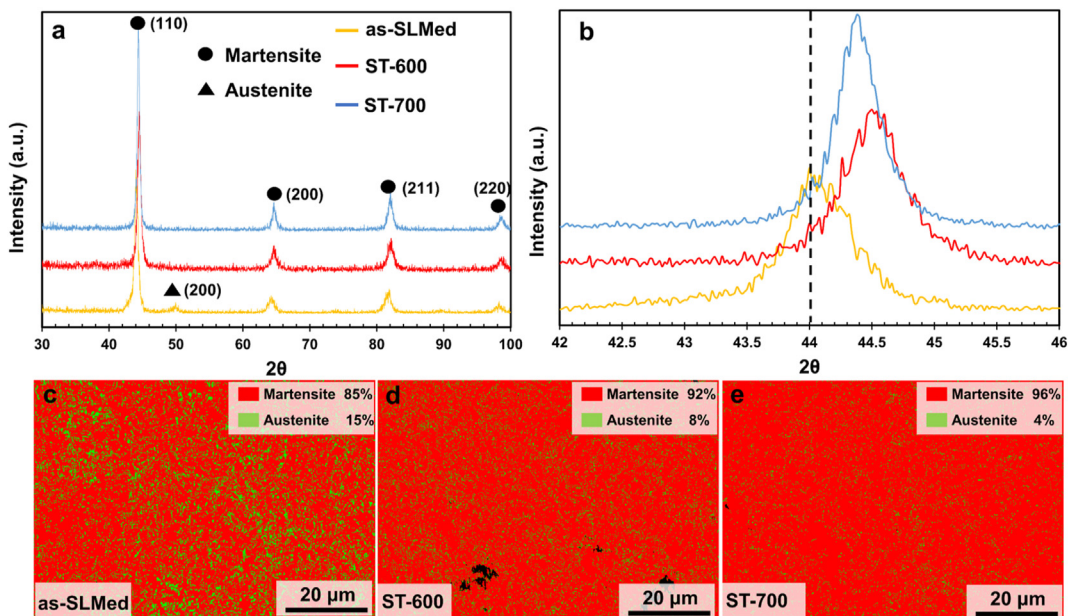 a
(110)
Martensite
Austenite
as-SLMed
ST-600
ST-700
(200)
(211)
(220)
(200)
Intensity (a.u.)
30 40 50 60 70 80 90 100
2θ
b
Intensity (a.u.)
42 42.5 43 43.5 44 44.5 45 45.5 46
2θ
c
Martensite 85%
Austenite 15%
as-SLMed
20 μm
d
Martensite 92%
Austenite 8%
ST-600
20 μm
e
Martensite 96%
Austenite 4%
ST-700
20 μm